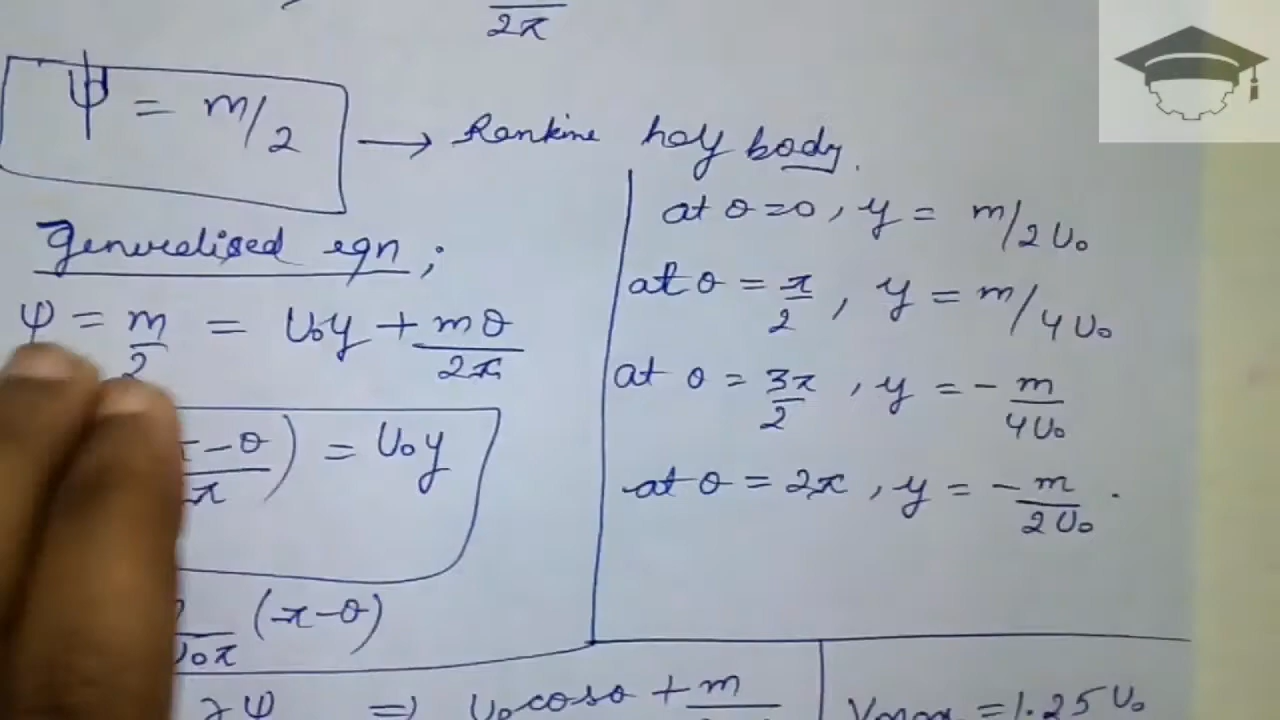 2π
ψ = m/2 → Rankine half body.
Generalised eqn;
ψ = m/2 = U₀y + mθ/2π
π-θ/π) = U₀y
/U₀π (π-θ)
∂ψ ⇒ U₀cosθ + m
at θ=0, y = m/2U₀
at θ = π/2, y = m/4U₀
at θ = 3π/2, y = - m/4U₀
at θ = 2π, y = - m/2U₀.
Vmax = 1.25 U₀